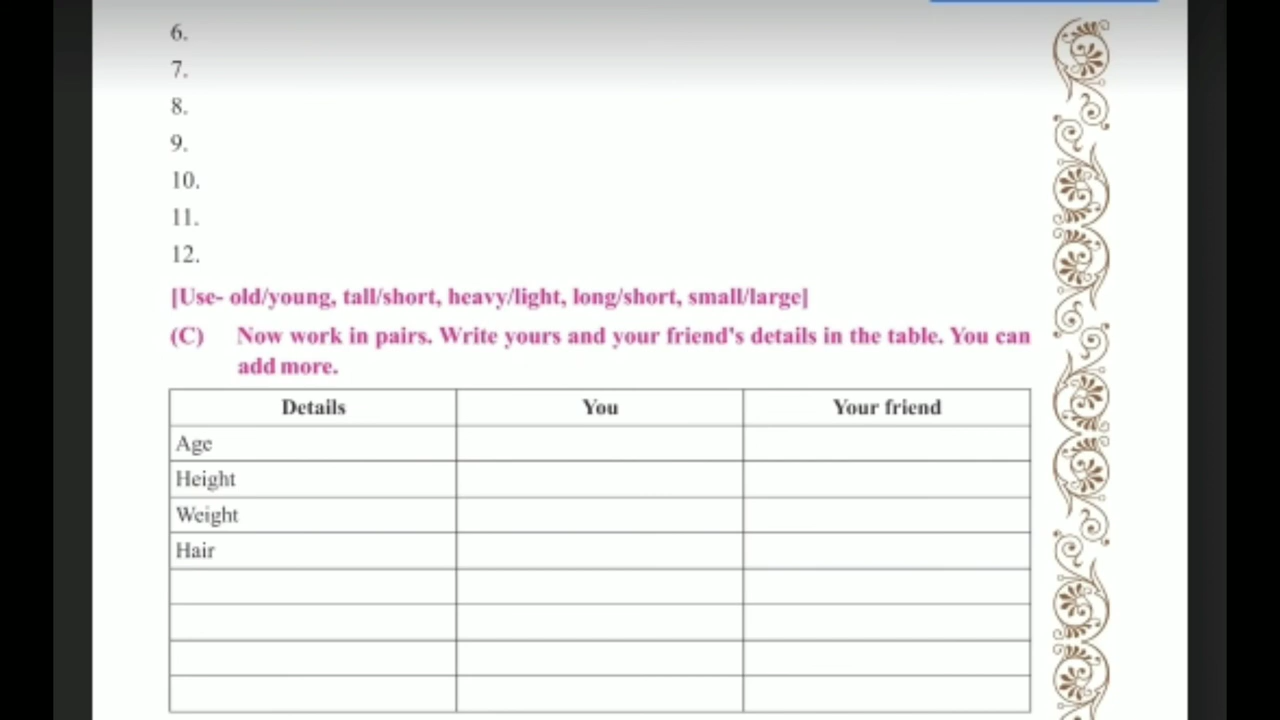 6.
7.
8.
9.
10.
11.
12.
[Use- old/young, tall/short, heavy/light, long/short, small/large]
(C) Now work in pairs. Write yours and your friend's details in the table. You can
add more.
Details You Your friend
Age
Height
Weight
Hair